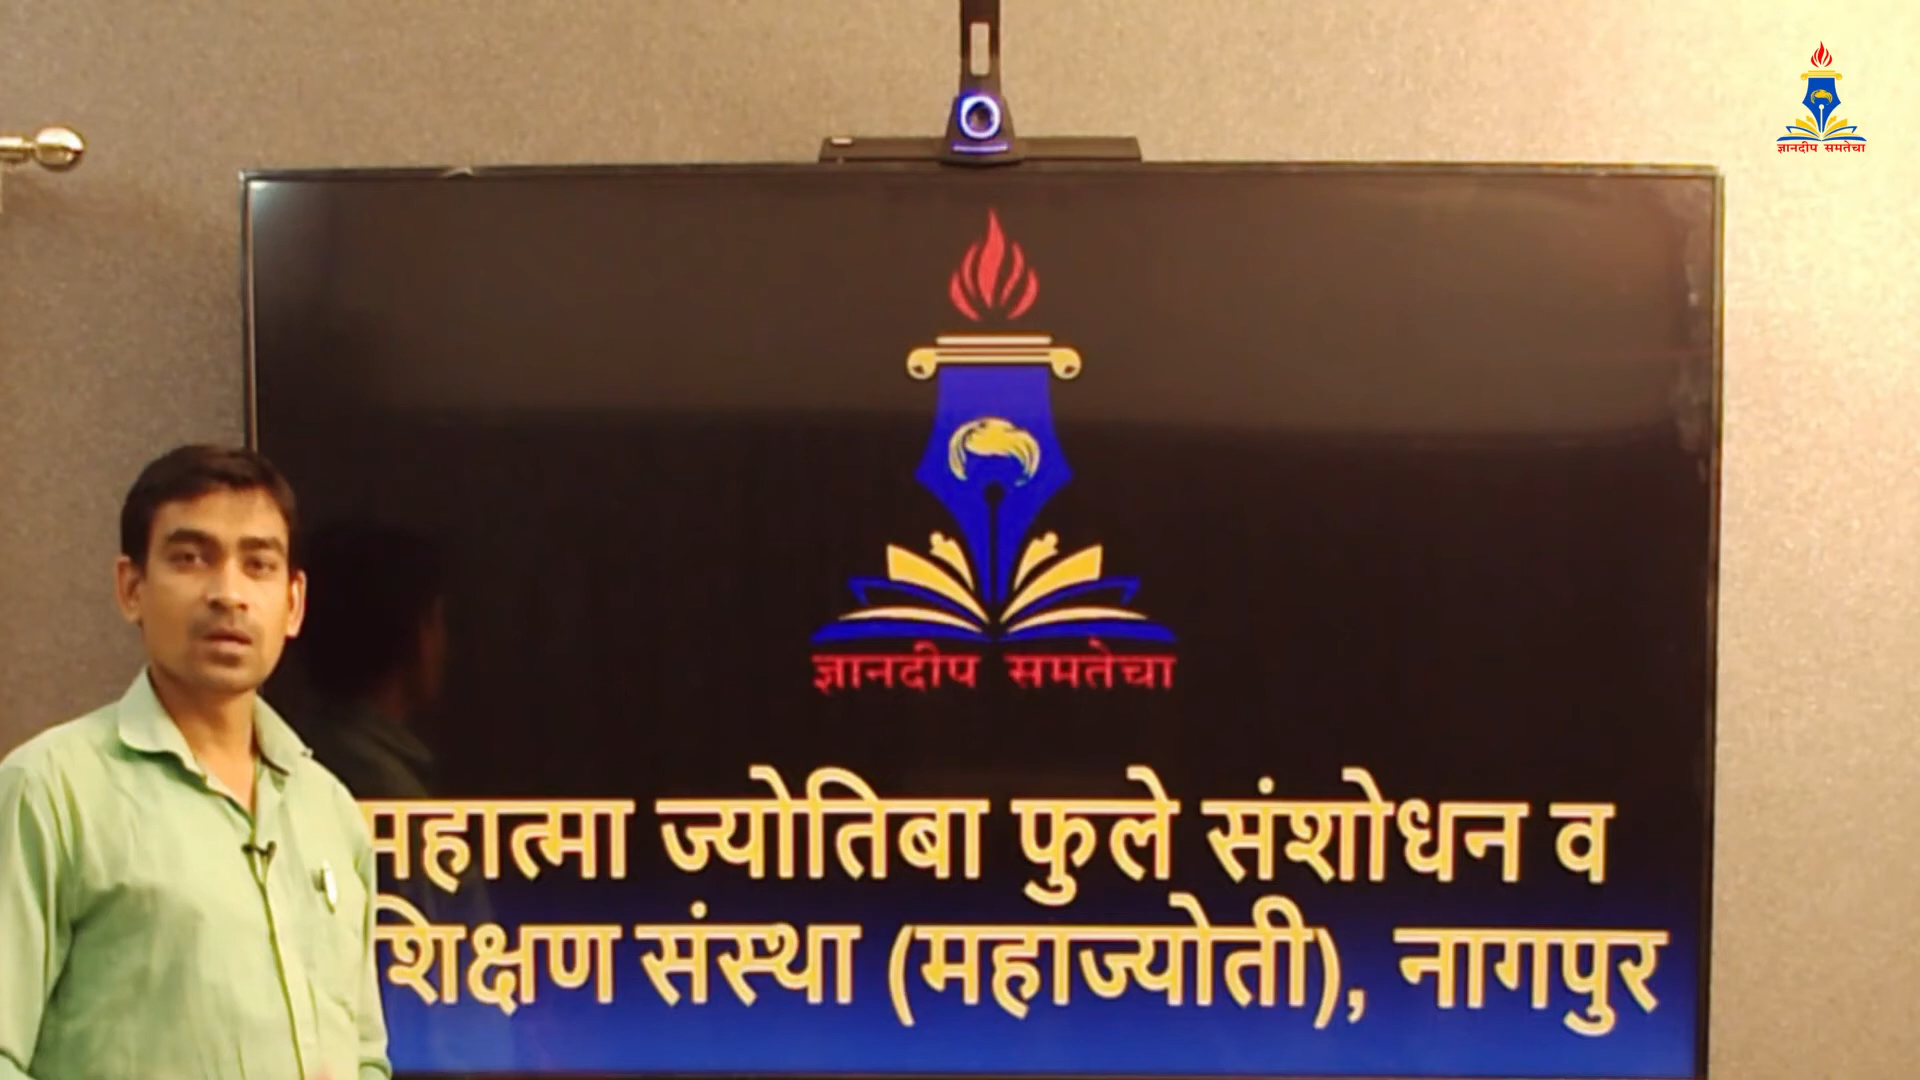 ज्ञानदीप समतेचा
ज्ञानदीप समतेचा
महात्मा ज्योतिबा फुले संशोधन व
शिक्षण संस्था (महाज्योती), नागपुर